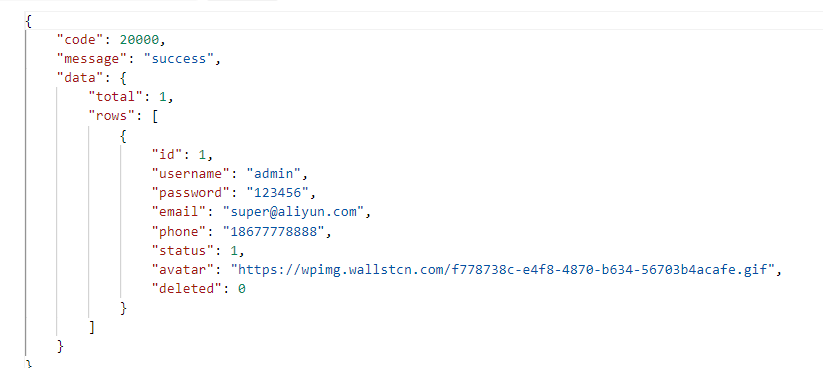 {
"code": 20000,
"message": "success",
"data": {
"total": 1,
"rows": [
{
"id": 1,
"username": "admin",
"password": "123456",
"email": "super@aliyun.com",
"phone": "18677778888",
"status": 1,
"avatar": "https://wpimg.wallstcn.com/f778738c-e4f8-4870-b634-56703b4acafe.gif",
"deleted": 0
}
]
}
}